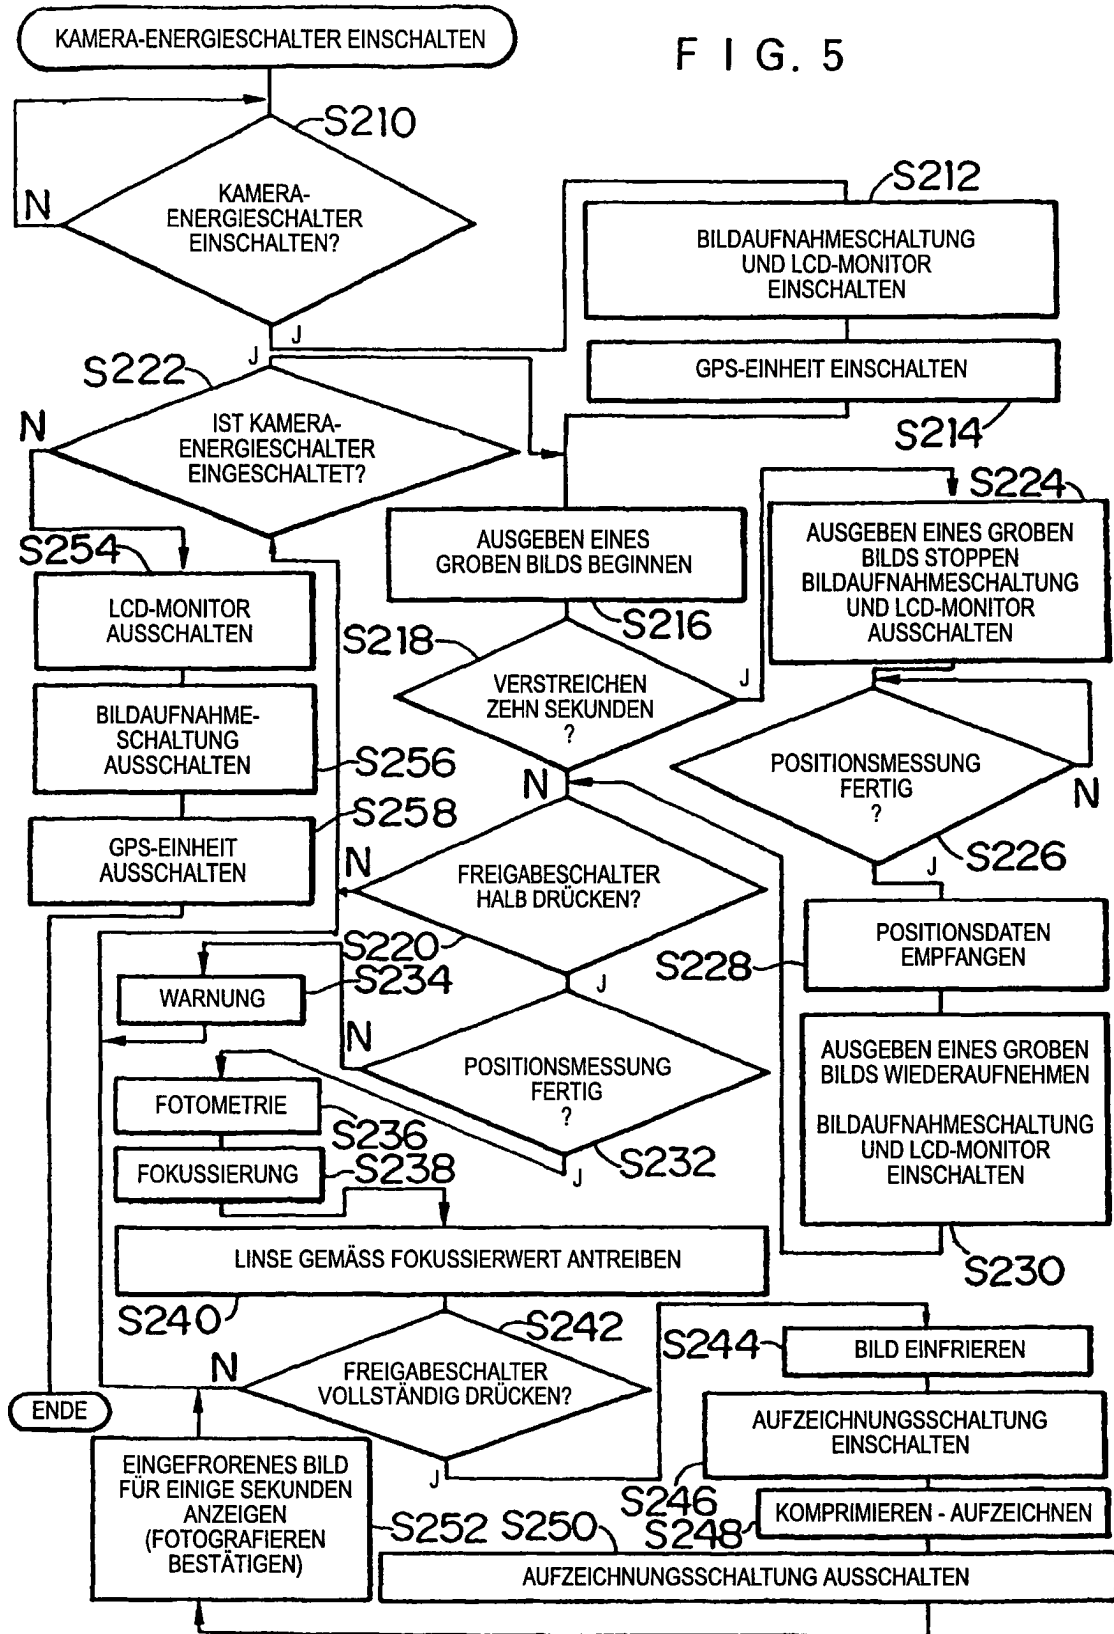 KAMERA-ENERGIESCHALTER EINSCHALTEN
F I G. 5
S210
KAMERA-
ENERGIESCHALTER
EINSCHALTEN?
N
J
S212
BILDAUFNAHMESCHALTUNG
UND LCD-MONITOR
EINSCHALTEN
GPS-EINHEIT EINSCHALTEN
S214
J
S222
N
IST KAMERA-
ENERGIESCHALTER
EINGESCHALTET?
AUSGEBEN EINES
GROBEN BILDS BEGINNEN
S216
S218
VERSTREICHEN
ZEHN SEKUNDEN
?
J
N
S224
AUSGEBEN EINES GROBEN
BILDS STOPPEN
BILDAUFNAHMESCHALTUNG
UND LCD-MONITOR
AUSSCHALTEN
POSITIONSMESSUNG
FERTIG
?
N
S226
J
S228
POSITIONSDATEN
EMPFANGEN
AUSGEBEN EINES GROBEN
BILDS WIEDERAUFNEHMEN
BILDAUFNAHMESCHALTUNG
UND LCD-MONITOR
EINSCHALTEN
S230
S254
LCD-MONITOR
AUSSCHALTEN
BILDAUFNAHME-
SCHALTUNG
AUSSCHALTEN
S256
S258
GPS-EINHEIT
AUSSCHALTEN
N
FREIGABESCHALTER
HALB DRÜCKEN?
S220
J
S234
WARNUNG
N
POSITIONSMESSUNG
FERTIG
?
S232
J
FOTOMETRIE
S236
FOKUSSIERUNG
S238
LINSE GEMÄSS FOKUSSIERWERT ANTREIBEN
S240
S242
N
FREIGABESCHALTER
VOLLSTÄNDIG DRÜCKEN?
J
S244
BILD EINFRIEREN
AUFZEICHNUNGSSCHALTUNG
EINSCHALTEN
S246
S248
KOMPRIMIEREN - AUFZEICHNEN
S250
AUFZEICHNUNGSSCHALTUNG AUSSCHALTEN
S252
EINGEFRORENES BILD
FÜR EINIGE SEKUNDEN
ANZEIGEN
(FOTOGRAFIEREN
BESTÄTIGEN)
ENDE